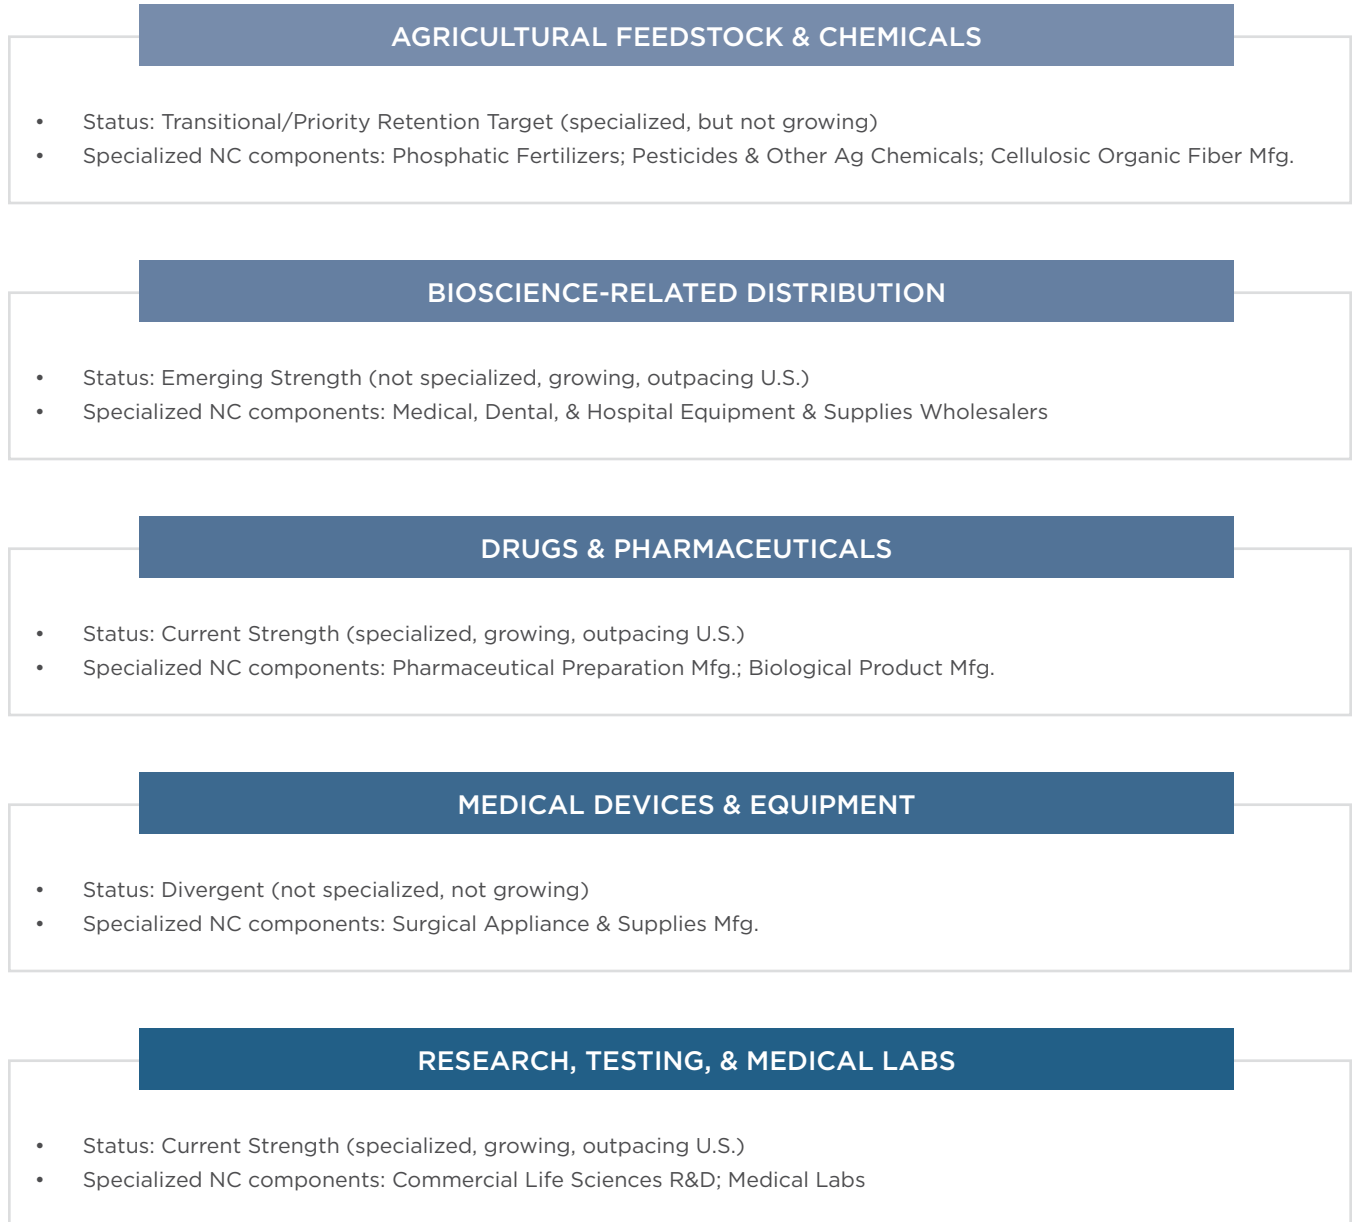 AGRICULTURAL FEEDSTOCK & CHEMICALS
• Status: Transitional/Priority Retention Target (specialized, but not growing)
• Specialized NC components: Phosphatic Fertilizers; Pesticides & Other Ag Chemicals; Cellulosic Organic Fiber Mfg.
BIOSCIENCE-RELATED DISTRIBUTION
• Status: Emerging Strength (not specialized, growing, outpacing U.S.)
• Specialized NC components: Medical, Dental, & Hospital Equipment & Supplies Wholesalers
DRUGS & PHARMACEUTICALS
• Status: Current Strength (specialized, growing, outpacing U.S.)
• Specialized NC components: Pharmaceutical Preparation Mfg.; Biological Product Mfg.
MEDICAL DEVICES & EQUIPMENT
• Status: Divergent (not specialized, not growing)
• Specialized NC components: Surgical Appliance & Supplies Mfg.
RESEARCH, TESTING, & MEDICAL LABS
• Status: Current Strength (specialized, growing, outpacing U.S.)
• Specialized NC components: Commercial Life Sciences R&D; Medical Labs